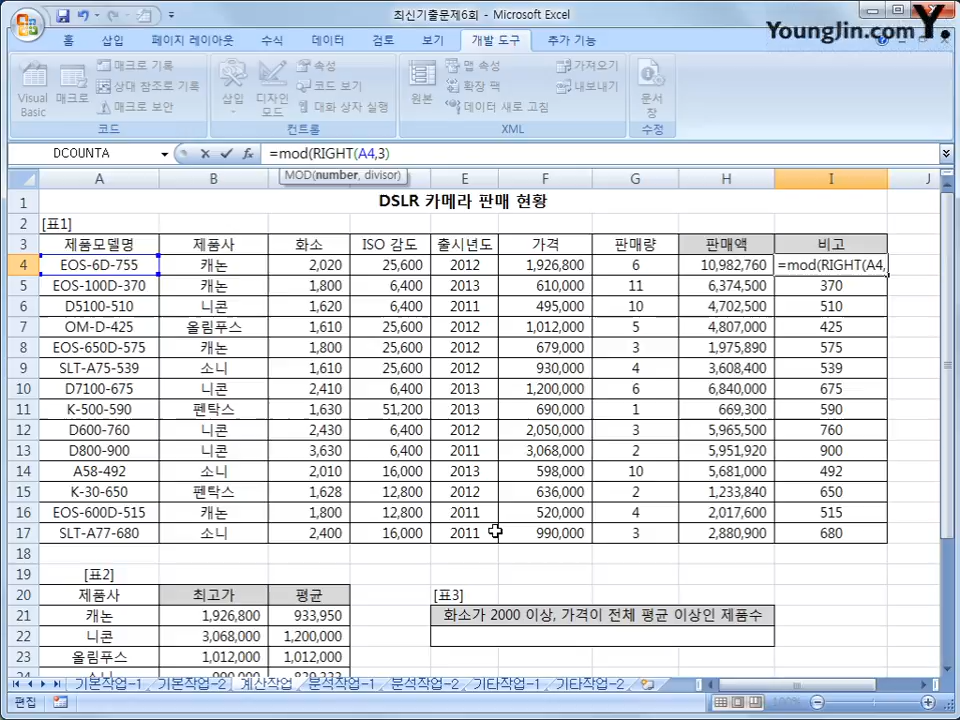 최신기출문제6회 - Microsoft Excel
YoungJin.com Y.
홈 삽입 페이지 레이아웃 수식 데이터 검토 보기 개발 도구 추가 기능
Visual Basic 매크로 매크로 기록 상대 참조로 기록 매크로 보안 삽입 디자인 모드 속성 코드 보기 대화 상자 실행 원본 맵 속성 확장 팩 데이터 새로 고침 가져오기 내보내기 문서 창
코드 컨트롤 XML 수정
DCOUNTA =mod(RIGHT(A4,3)
MOD(number, divisor)
A B C D E F G H I J
1 DSLR 카메라 판매 현황
2 [표1]
3 제품모델명 제품사 화소 ISO 감도 출시년도 가격 판매량 판매액 비고
4 EOS-6D-755 캐논 2,020 25,600 2012 1,926,800 6 10,982,760 =mod(RIGHT(A4,
5 EOS-100D-370 캐논 1,800 6,400 2013 610,000 11 6,374,500 370
6 D5100-510 니콘 1,620 6,400 2011 495,000 10 4,702,500 510
7 OM-D-425 올림푸스 1,610 25,600 2012 1,012,000 5 4,807,000 425
8 EOS-650D-575 캐논 1,800 25,600 2012 679,000 3 1,975,890 575
9 SLT-A75-539 소니 1,610 25,600 2012 930,000 4 3,608,400 539
10 D7100-675 니콘 2,410 6,400 2013 1,200,000 6 6,840,000 675
11 K-500-590 펜탁스 1,630 51,200 2013 690,000 1 669,300 590
12 D600-760 니콘 2,430 6,400 2012 2,050,000 3 5,965,500 760
13 D800-900 니콘 3,630 6,400 2011 3,068,000 2 5,951,920 900
14 A58-492 소니 2,010 16,000 2013 598,000 10 5,681,000 492
15 K-30-650 펜탁스 1,628 12,800 2012 636,000 2 1,233,840 650
16 EOS-600D-515 캐논 1,800 12,800 2011 520,000 4 2,017,600 515
17 SLT-A77-680 소니 2,400 16,000 2011 990,000 3 2,880,900 680
18
19 [표2]
20 제품사 최고가 평균 [표3]
21 캐논 1,926,800 933,950 화소가 2000 이상, 가격이 전체 평균 이상인 제품수
22 니콘 3,068,000 1,200,000
23 올림푸스 1,012,000 1,012,000
기본작업-1 기본작업-2 계산작업 분석작업-1 분석작업-2 기타작업-1 기타작업-2
편집 100%